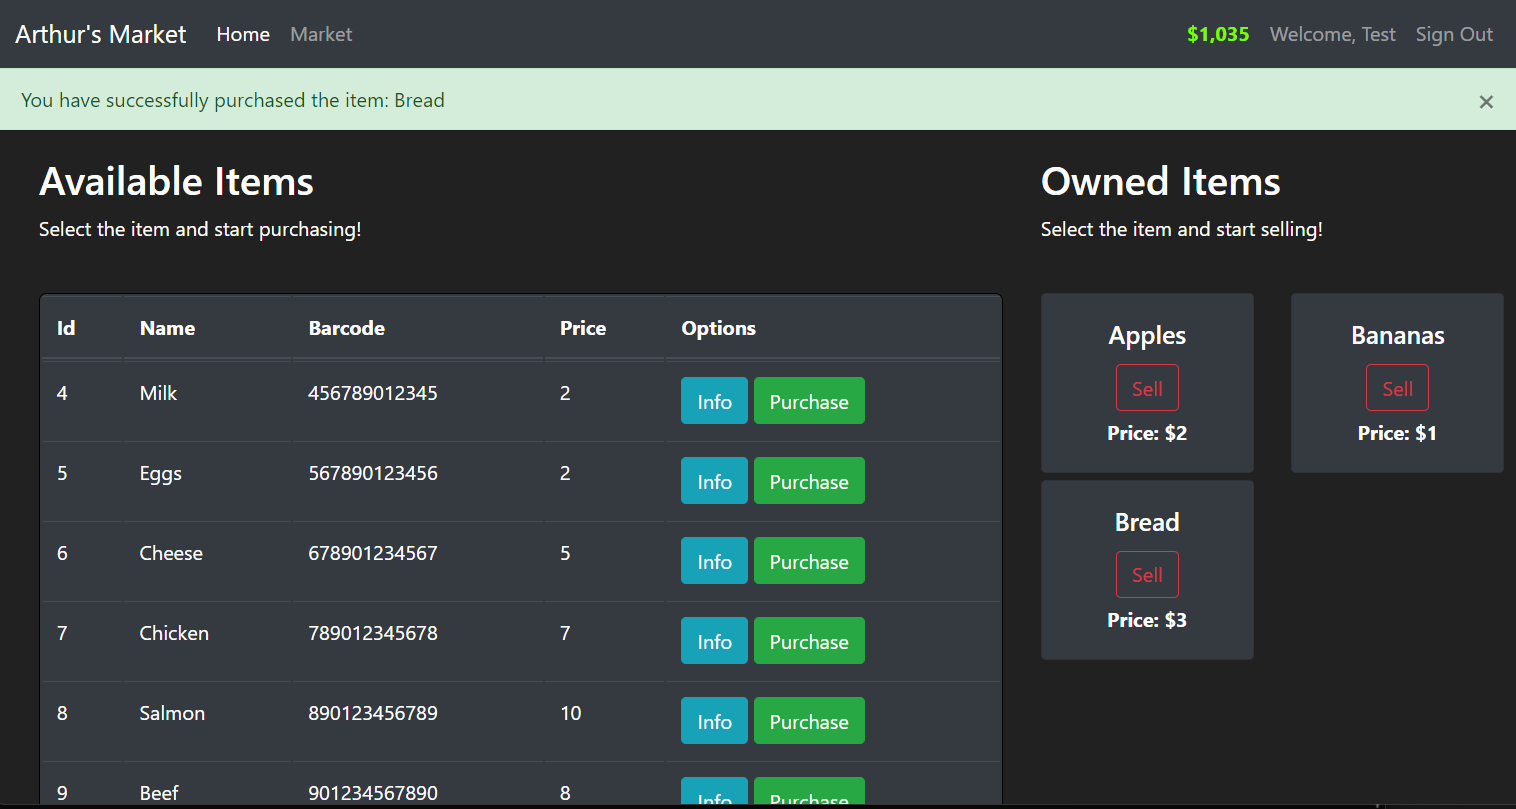 Arthur's Market Home Market $1,035 Welcome, Test Sign Out
You have successfully purchased the item: Bread ×
Available Items
Select the item and start purchasing!
Id Name Barcode Price Options
4 Milk 456789012345 2 Info Purchase
5 Eggs 567890123456 2 Info Purchase
6 Cheese 678901234567 5 Info Purchase
7 Chicken 789012345678 7 Info Purchase
8 Salmon 890123456789 10 Info Purchase
9 Beef 901234567890 8 Info Purchase
Owned Items
Select the item and start selling!
Apples
Sell
Price: $2
Bananas
Sell
Price: $1
Bread
Sell
Price: $3